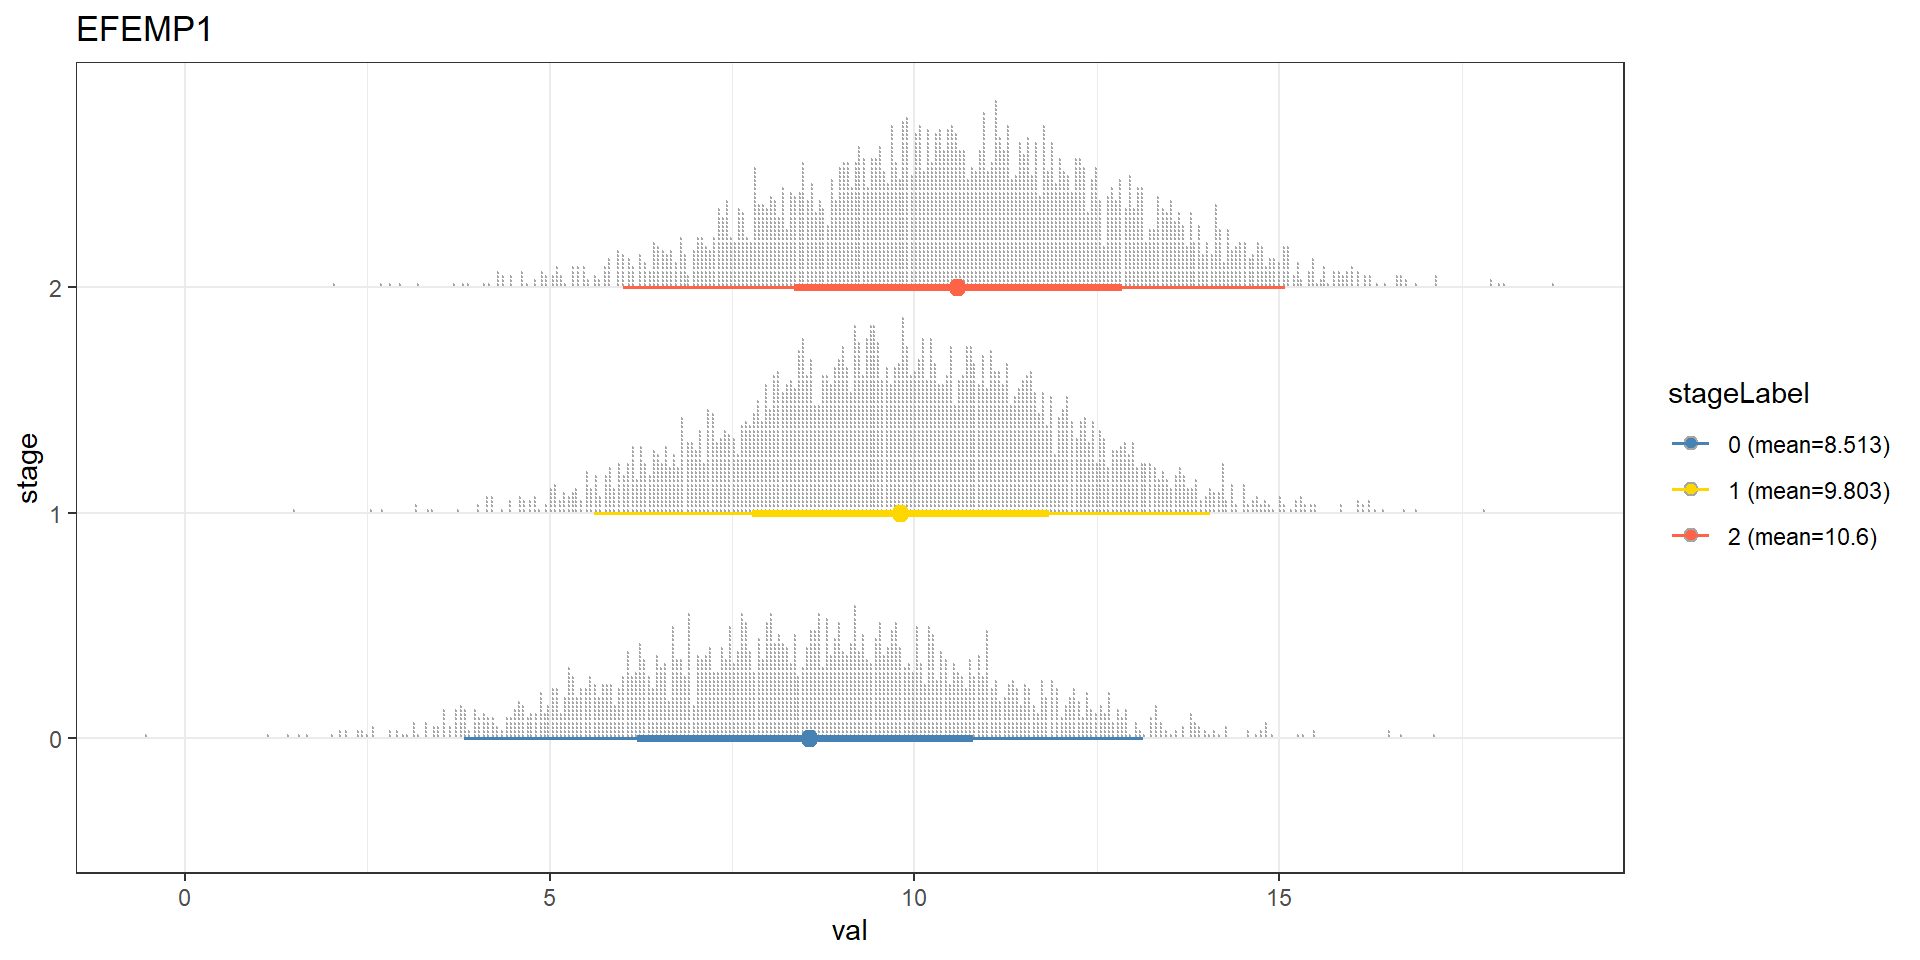 EFEMP1
stage
2
1
0
0
5
10
15
val
stageLabel
0 (mean=8.513)
1 (mean=9.803)
2 (mean=10.6)